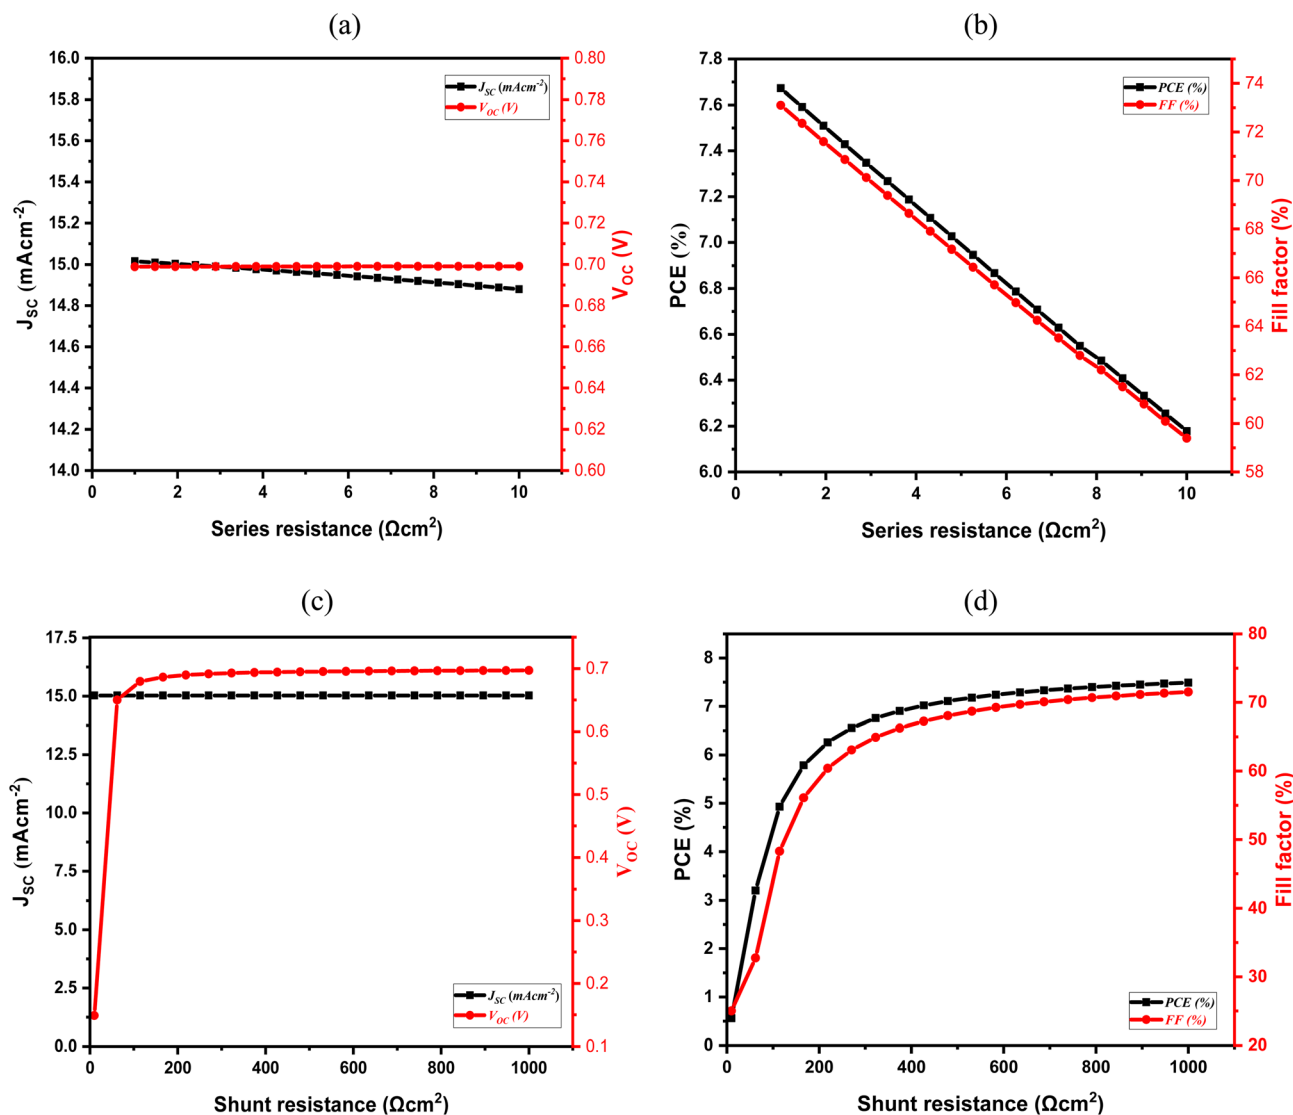 (a)
16.0
15.8
15.6
15.4
15.2
15.0
14.8
14.6
14.4
14.2
14.0
J_SC (mAcm⁻²)
0.80
0.78
0.76
0.74
0.72
0.70
0.68
0.66
0.64
0.62
0.60
V_OC (V)
J_SC (mAcm⁻²)
V_OC (V)
0 2 4 6 8 10
Series resistance (Ωcm²)
(b)
7.8
7.6
7.4
7.2
7.0
6.8
6.6
6.4
6.2
6.0
PCE (%)
74
72
70
68
66
64
62
60
58
Fill factor (%)
PCE (%)
FF (%)
0 2 4 6 8 10
Series resistance (Ωcm²)
(c)
17.5
15.0
12.5
10.0
7.5
5.0
2.5
0.0
J_SC (mAcm⁻²)
0.7
0.6
0.5
0.4
0.3
0.2
0.1
V_OC (V)
J_SC (mAcm⁻²)
V_OC (V)
0 200 400 600 800 1000
Shunt resistance (Ωcm²)
(d)
8
7
6
5
4
3
2
1
0
PCE (%)
80
70
60
50
40
30
20
Fill factor (%)
PCE (%)
FF (%)
0 200 400 600 800 1000
Shunt resistance (Ωcm²)